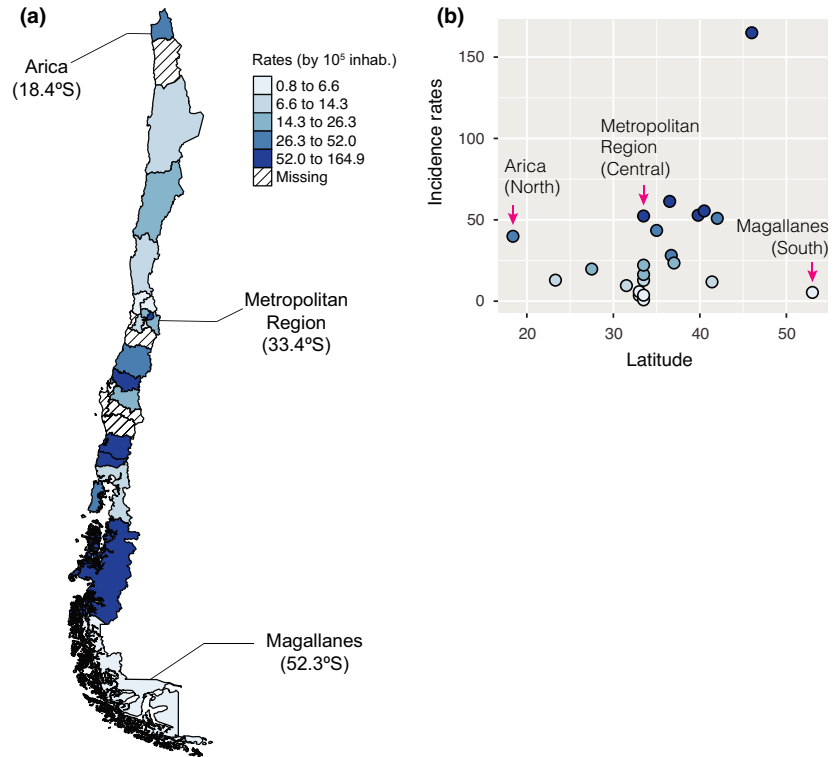 (a)
Arica
(18.4ºS)
Rates (by 10⁵ inhab.)
0.8 to 6.6
6.6 to 14.3
14.3 to 26.3
26.3 to 52.0
52.0 to 164.9
Missing
Metropolitan
Region
(33.4ºS)
Magallanes
(52.3ºS)
(b)
Incidence rates
150
100
50
0
Arica
(North)
Metropolitan
Region
(Central)
Magallanes
(South)
20
30
40
50
Latitude